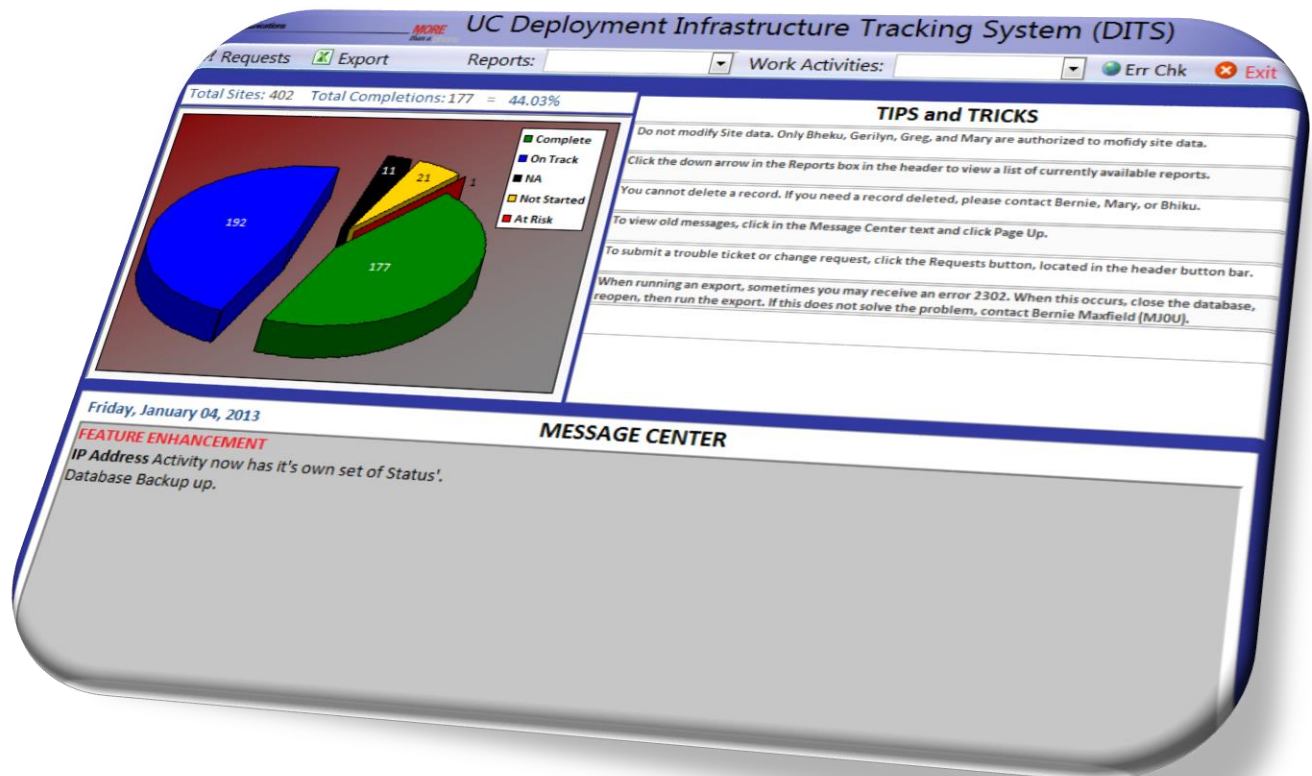 MORE
than a
UC Deployment Infrastructure Tracking System (DITS)
Requests Export Reports: Work Activities: Err Chk Exit
Total Sites: 402 Total Completions: 177 = 44.03%
Complete
On Track
NA
Not Started
At Risk
192
11
21
1
177
TIPS and TRICKS
Do not modify Site data. Only Bheku, Gerilyn, Greg, and Mary are authorized to mofidy site data.
Click the down arrow in the Reports box in the header to view a list of currently available reports.
You cannot delete a record. If you need a record deleted, please contact Bernie, Mary, or Bhiku.
To view old messages, click in the Message Center text and click Page Up.
To submit a trouble ticket or change request, click the Requests button, located in the header button bar.
When running an export, sometimes you may receive an error 2302. When this occurs, close the database,
reopen, then run the export. If this does not solve the problem, contact Bernie Maxfield (MJ0U).
Friday, January 04, 2013
MESSAGE CENTER
FEATURE ENHANCEMENT
IP Address Activity now has it's own set of Status'.
Database Backup up.